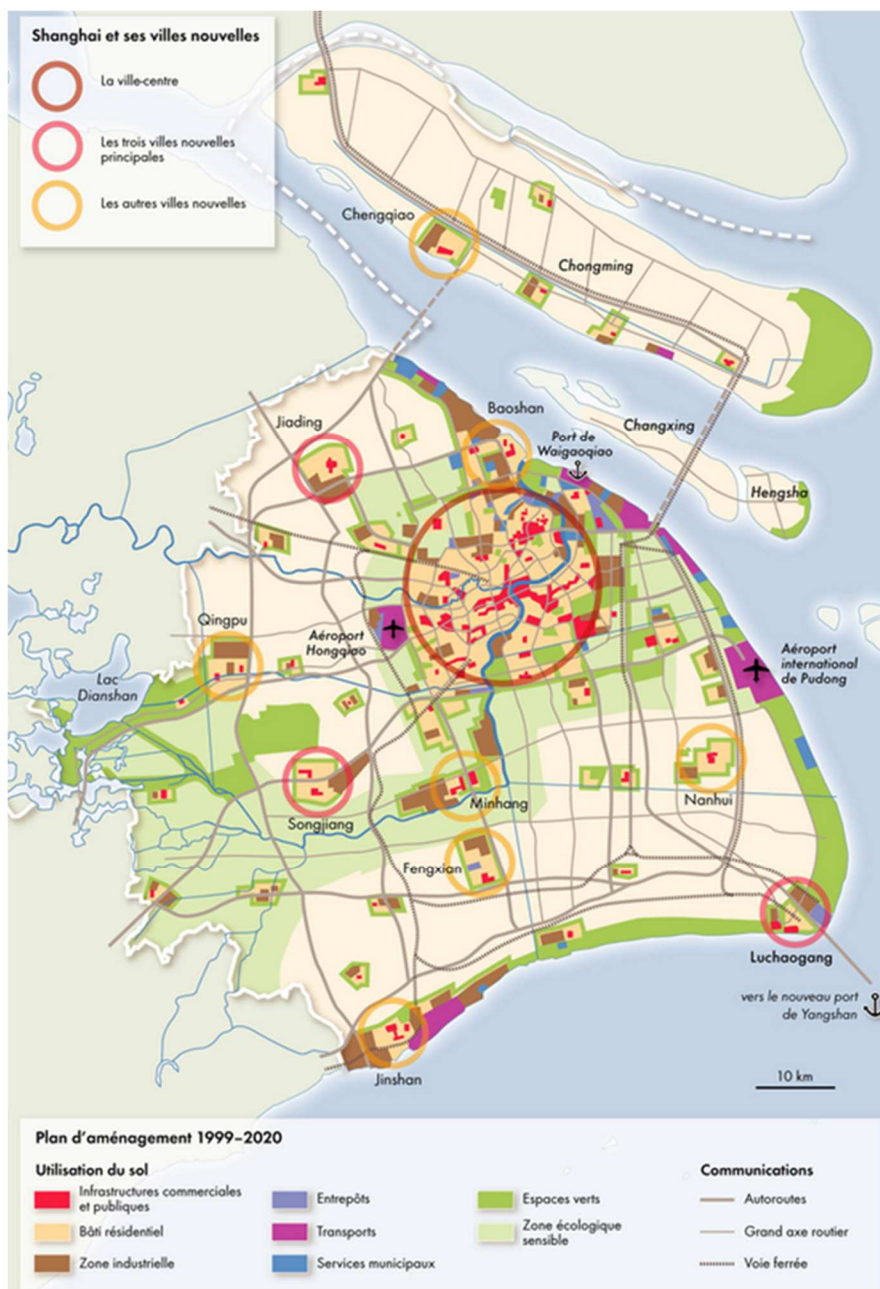 Shanghai et ses villes nouvelles
La ville-centre
Les trois villes nouvelles
principales
Les autres villes nouvelles
Chengqiao
Chongming
Jiading
Baoshan
Port de
Waigaoqiao
Changxing
Hengsha
Qingpu
Aéroport
Hongqiao
Aéroport
international
de Pudong
Lac
Dianshan
Songjiang
Minhang
Nanhui
Fengxian
Luchaogang
vers le nouveau port
de Yangshan
Jinshan
10 km
Plan d'aménagement 1999–2020
Utilisation du sol
Infrastructures commerciales
et publiques
Bâti résidentiel
Zone industrielle
Entrepôts
Transports
Services municipaux
Espaces verts
Zone écologique
sensible
Communications
Autoroutes
Grand axe routier
Voie ferrée